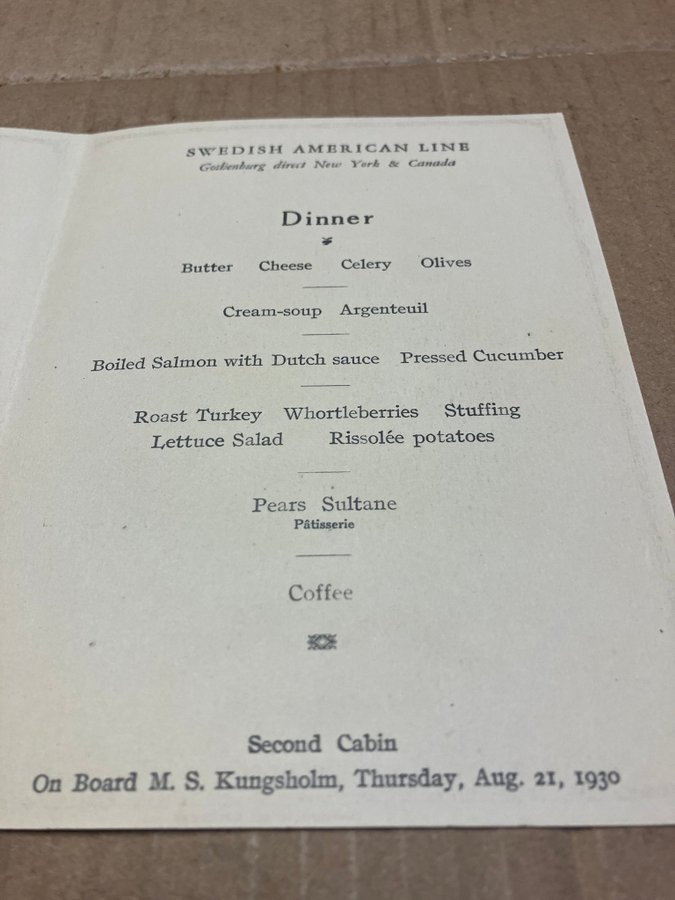 SWEDISH AMERICAN LINE
Gothenburg direct New York & Canada
Dinner
Butter Cheese Celery Olives
Cream-soup Argenteuil
Boiled Salmon with Dutch sauce Pressed Cucumber
Roast Turkey Whortleberries Stuffing
Lettuce Salad Rissolée potatoes
Pears Sultane
Pâtisserie
Coffee
Second Cabin
On Board M. S. Kungsholm, Thursday, Aug. 21, 1930